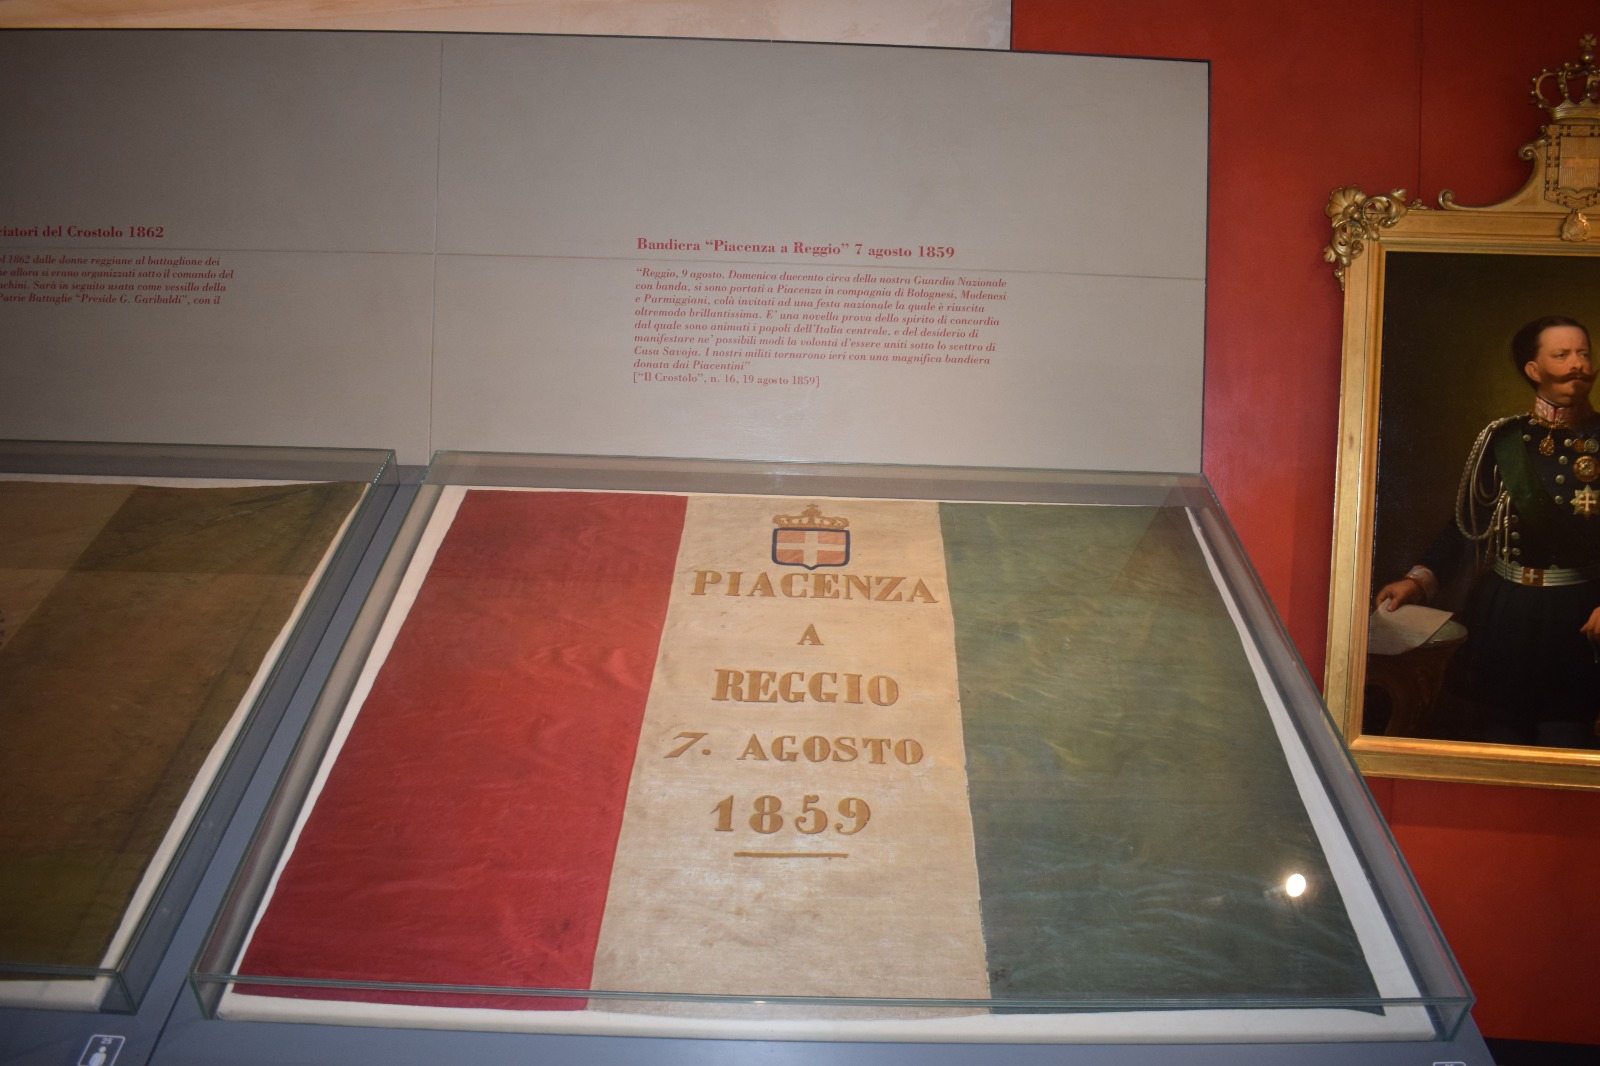 ciatori del Crostolo 1862
el 1862 dalle donne reggiane al battaglione dei
he allora si erano organizzati sotto il comando del
nchini. Sarà in seguito usata come vessillo della
Patrie Battaglie “Preside G. Garibaldi”, con il
Bandiera “Piacenza a Reggio” 7 agosto 1859
“Reggio, 9 agosto. Domenica duecento circa della nostra Guardia Nazionale
con banda, si sono portati a Piacenza in compagnia di Bolognesi, Modenesi
e Parmiggiani, colà invitati ad una festa nazionale la quale è riuscita
oltremodo brillantissima. E’ una novella prova dello spirito di concordia
dal quale sono animati i popoli dell’Italia centrale, e del desiderio di
manifestare ne’ possibili modi la volontà d’essere uniti sotto lo scettro di
Casa Savoja. I nostri militi tornarono ieri con una magnifica bandiera
donata dai Piacentini”
[“Il Crostolo”, n. 16, 19 agosto 1859]
PIACENZA
A
REGGIO
7. AGOSTO
1859